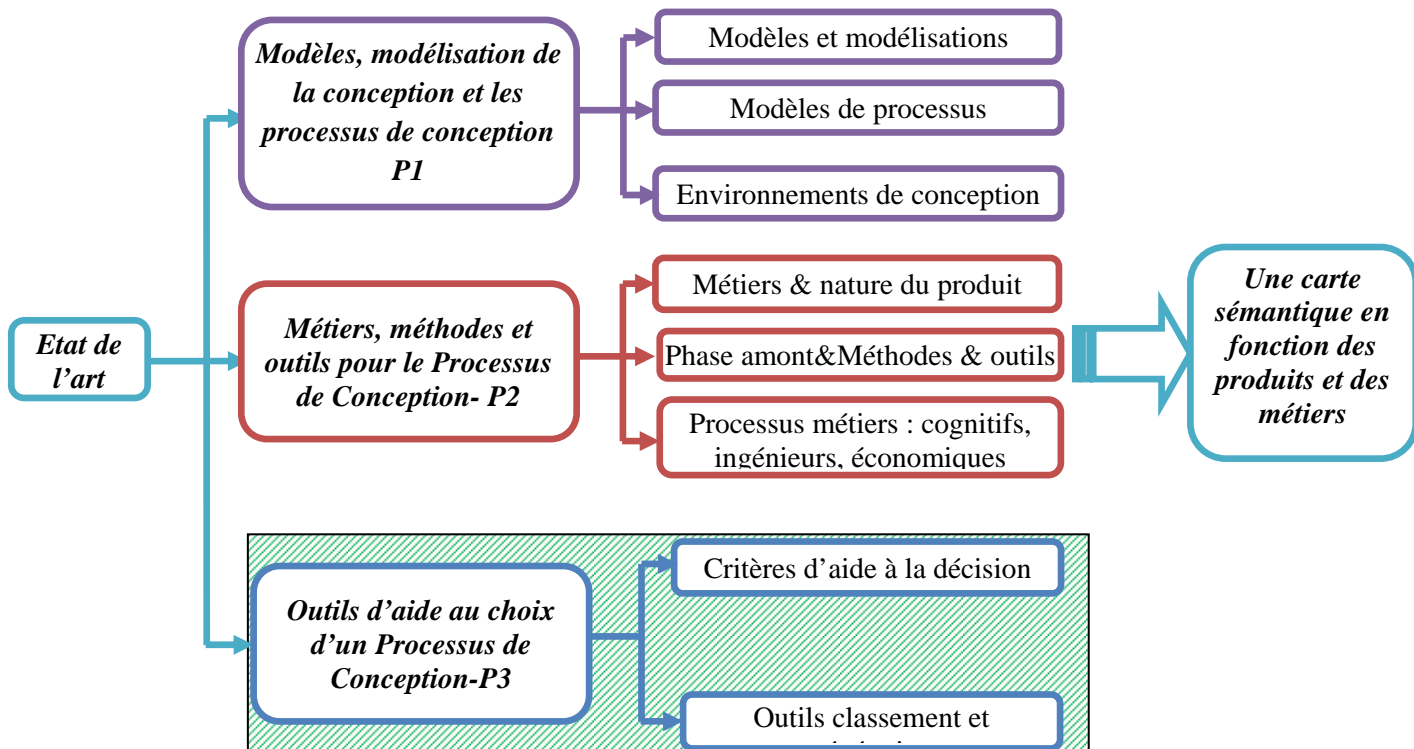 Etat de
l’art
Modèles, modélisation de
la conception et les
processus de conception
P1
Modèles et modélisations
Modèles de processus
Environnements de conception
Métiers, méthodes et
outils pour le Processus
de Conception- P2
Métiers & nature du produit
Phase amont&Méthodes & outils
Processus métiers : cognitifs,
ingénieurs, économiques
Une carte
sémantique en
fonction des
produits et des
métiers
Outils d’aide au choix
d’un Processus de
Conception-P3
Critères d’aide à la décision
Outils classement et